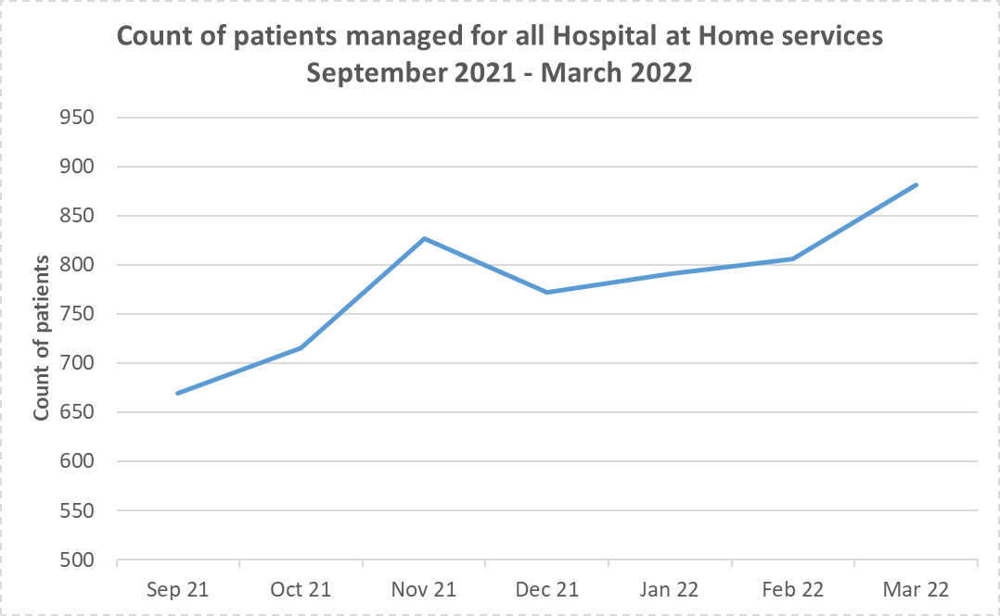 Count of patients managed for all Hospital at Home services
September 2021 - March 2022
950
900
850
800
750
700
650
600
550
500
Count of patients
Sep 21 Oct 21 Nov 21 Dec 21 Jan 22 Feb 22 Mar 22